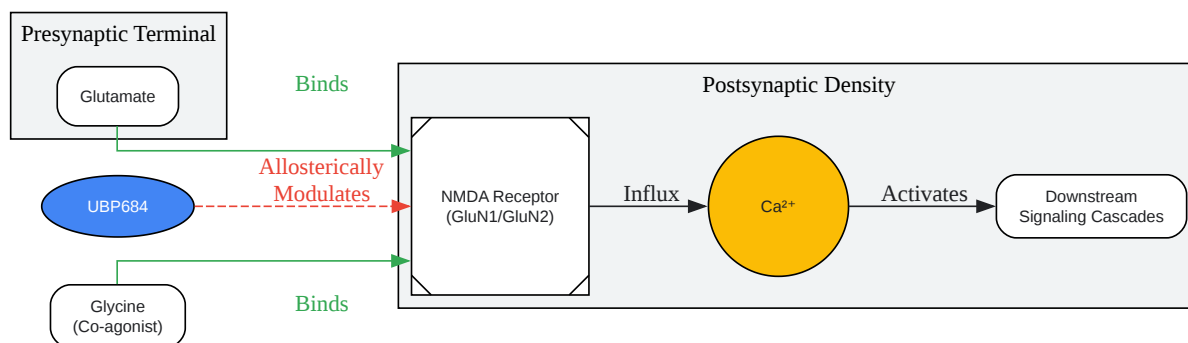 Presynaptic Terminal
Glutamate
Binds
Postsynaptic Density
Allosterically
Modulates
UBP684
NMDA Receptor
(GluN1/GluN2)
Influx
Ca²⁺
Activates
Downstream
Signaling Cascades
Glycine
(Co-agonist)
Binds